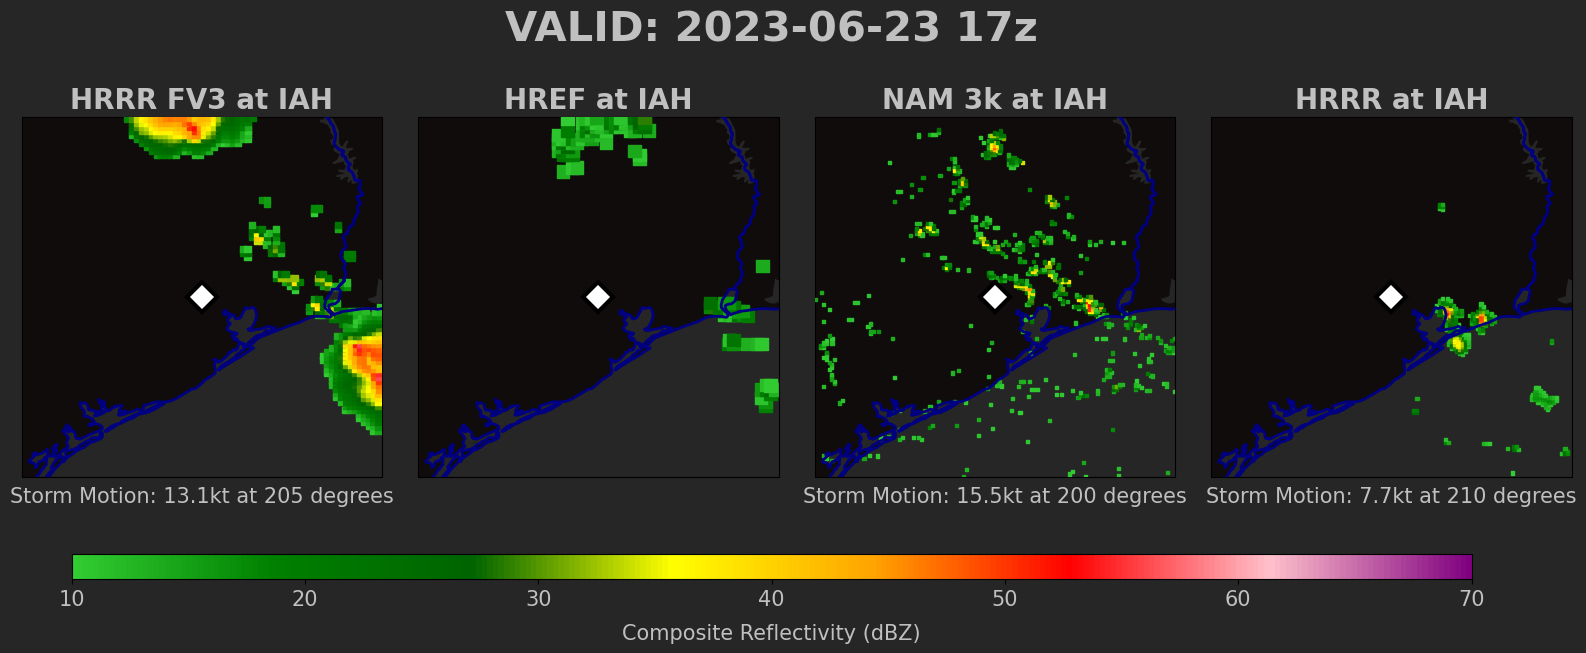 VALID: 2023-06-23 17z
HRRR FV3 at IAH
HREF at IAH
NAM 3k at IAH
HRRR at IAH
Storm Motion: 13.1kt at 205 degrees
Storm Motion: 15.5kt at 200 degrees
Storm Motion: 7.7kt at 210 degrees
10 20 30 40 50 60 70
Composite Reflectivity (dBZ)